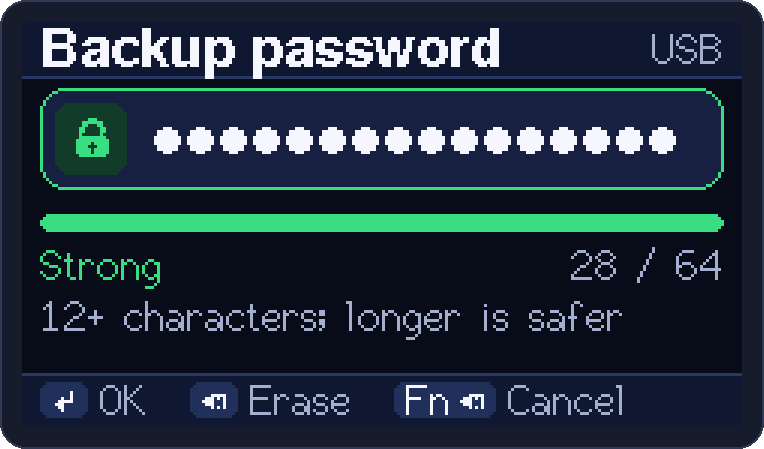 Backup password USB
Strong 28 / 64
12+ characters; longer is safer
OK Erase Fn Cancel